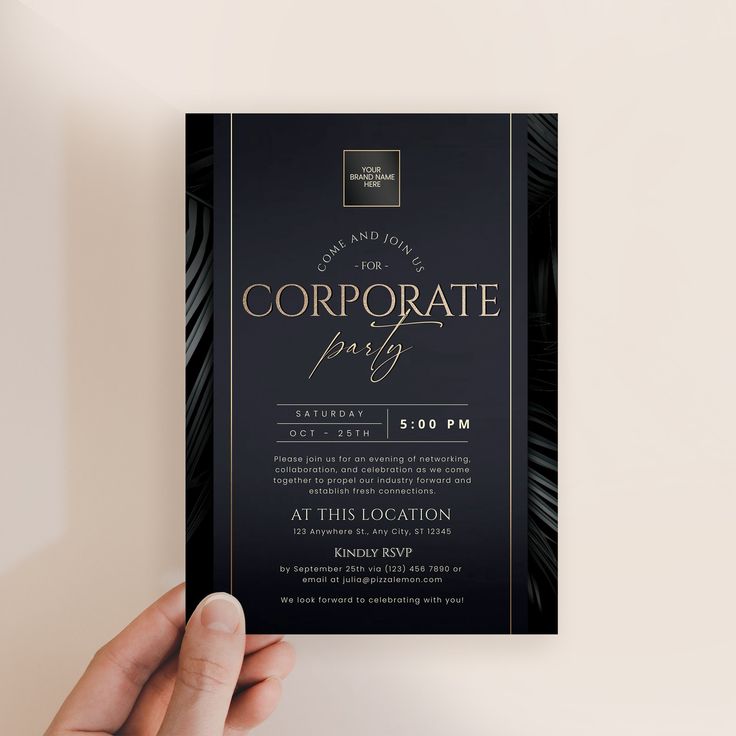 YOUR
BRAND NAME
HERE
COME AND JOIN US
- FOR -
CORPORATE
party
SATURDAY
OCT - 25TH
5:00 PM
Please join us for an evening of networking,
collaboration, and celebration as we come
together to propel our industry forward and
establish fresh connections.
AT THIS LOCATION
123 Anywhere St., Any City, ST 12345
Kindly RSVP
by September 25th via (123) 456 7890 or
email at julia@pizzalemon.com
We look forward to celebrating with you!